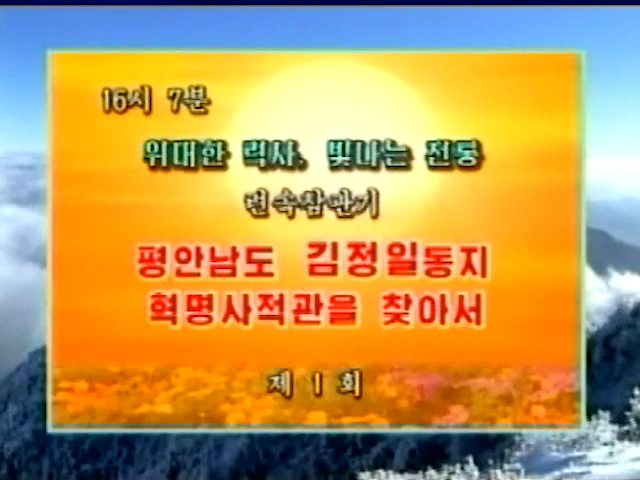 16시 7분
위대한 력사, 빛나는 전통
련속참관기
평안남도 김정일동지
혁명사적관을 찾아서
제 1 회